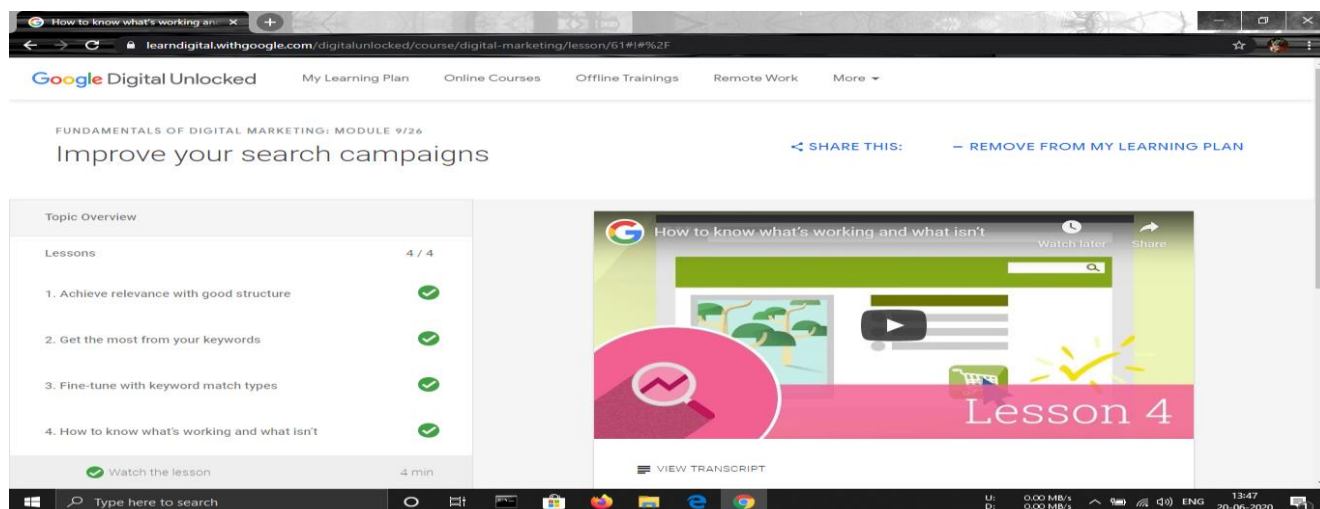 How to know what's working an
learndigital.withgoogle.com/digitalunlocked/course/digital-marketing/lesson/61#!#%2F
Google Digital Unlocked My Learning Plan Online Courses Offline Trainings Remote Work More
FUNDAMENTALS OF DIGITAL MARKETING: MODULE 9/26
Improve your search campaigns
SHARE THIS:
REMOVE FROM MY LEARNING PLAN
Topic Overview
Lessons 4 / 4
1. Achieve relevance with good structure
2. Get the most from your keywords
3. Fine-tune with keyword match types
4. How to know what's working and what isn't
Watch the lesson 4 min
How to know what's working and what isn't
Watch later Share
Lesson 4
VIEW TRANSCRIPT
Type here to search
U: 0.00 MB/s
D: 0.00 MB/s
ENG
13:47
20-06-2020